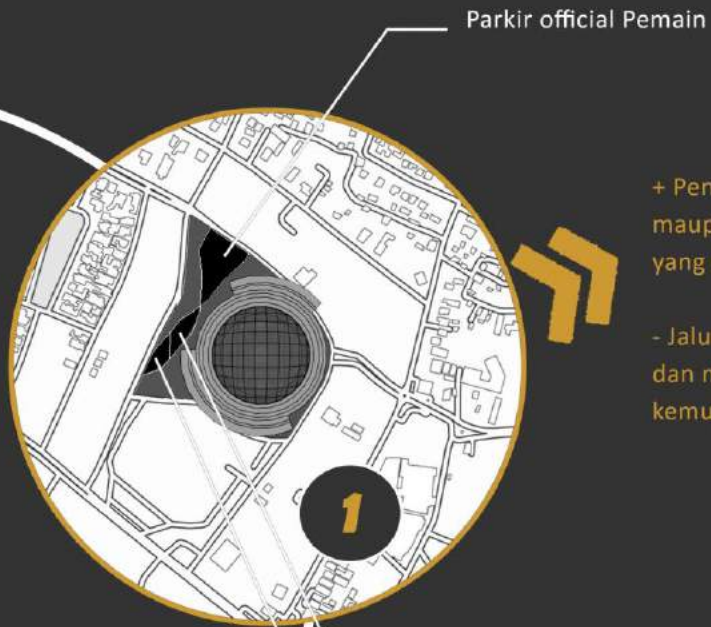 Parkir official Pemain
+ Pen
maup
yang
- Jalu
dan
kemu
1